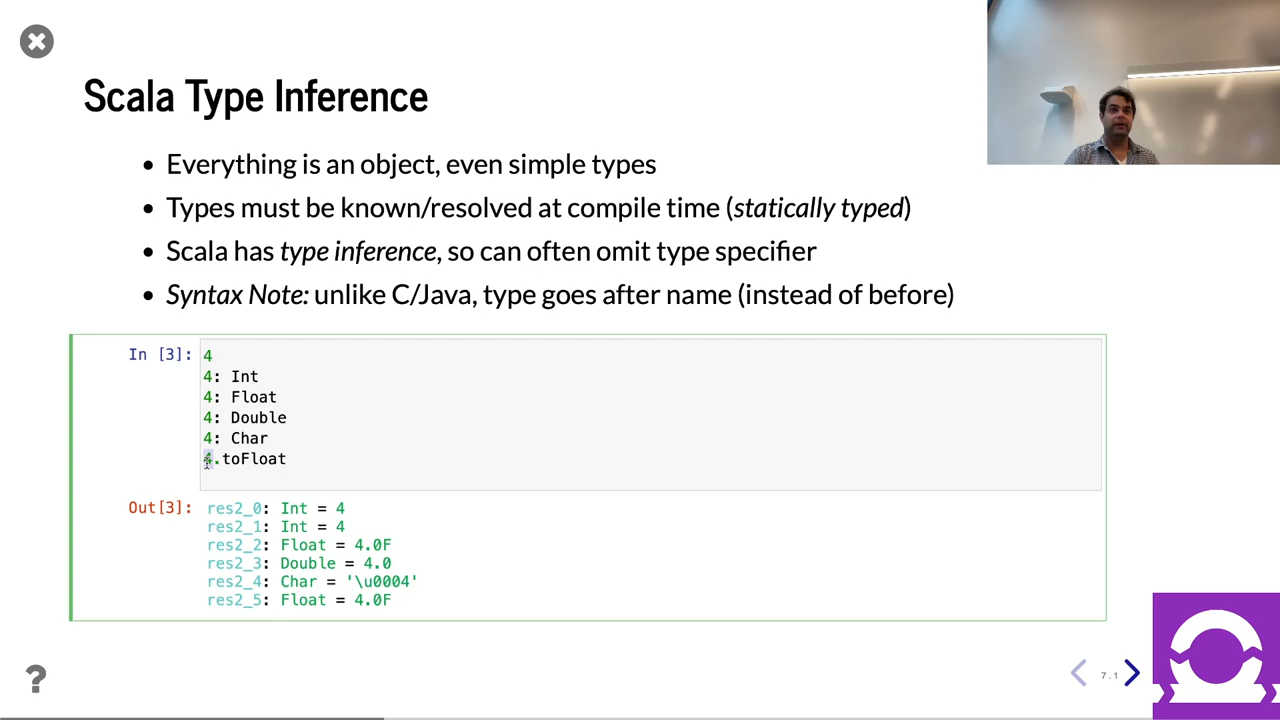 Scala Type Inference
• Everything is an object, even simple types
• Types must be known/resolved at compile time (statically typed)
• Scala has type inference, so can often omit type specifier
• Syntax Note: unlike C/Java, type goes after name (instead of before)
In [3]: 4
4: Int
4: Float
4: Double
4: Char
4.toFloat
Out[3]: res2_0: Int = 4
res2_1: Int = 4
res2_2: Float = 4.0F
res2_3: Double = 4.0
res2_4: Char = '\u0004'
res2_5: Float = 4.0F
?
7.1